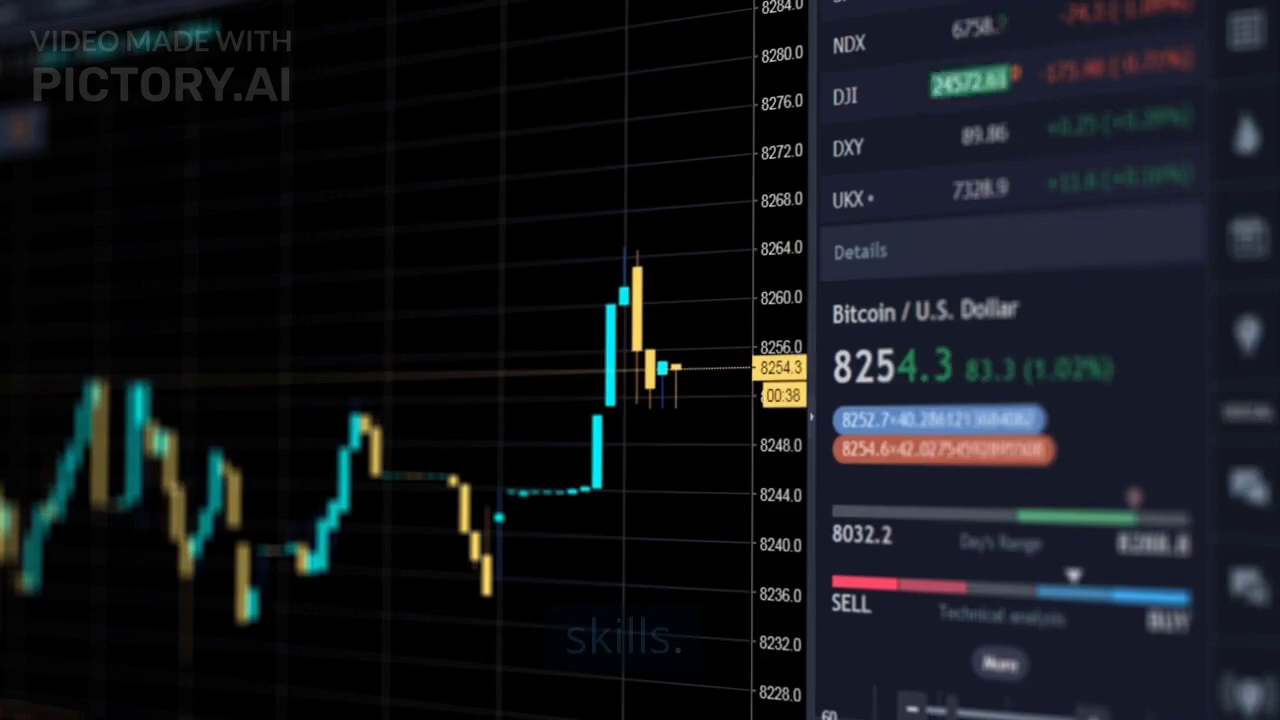 VIDEO MADE WITH
PICTORY.AI
8284.0
8280.0
8276.0
8272.0
8268.0
8264.0
8260.0
8256.0
8254.3
00:38
8248.0
8244.0
8240.0
8236.0
8232.0
8228.0
NDX
DJI 24572.61
DXY 89.86
UKX 7328.9
Details
Bitcoin / U.S. Dollar
8254.3 83.3 (1.02%)
8032.2 Day's Range
SELL Technical analysis BUY
More
60
skills.